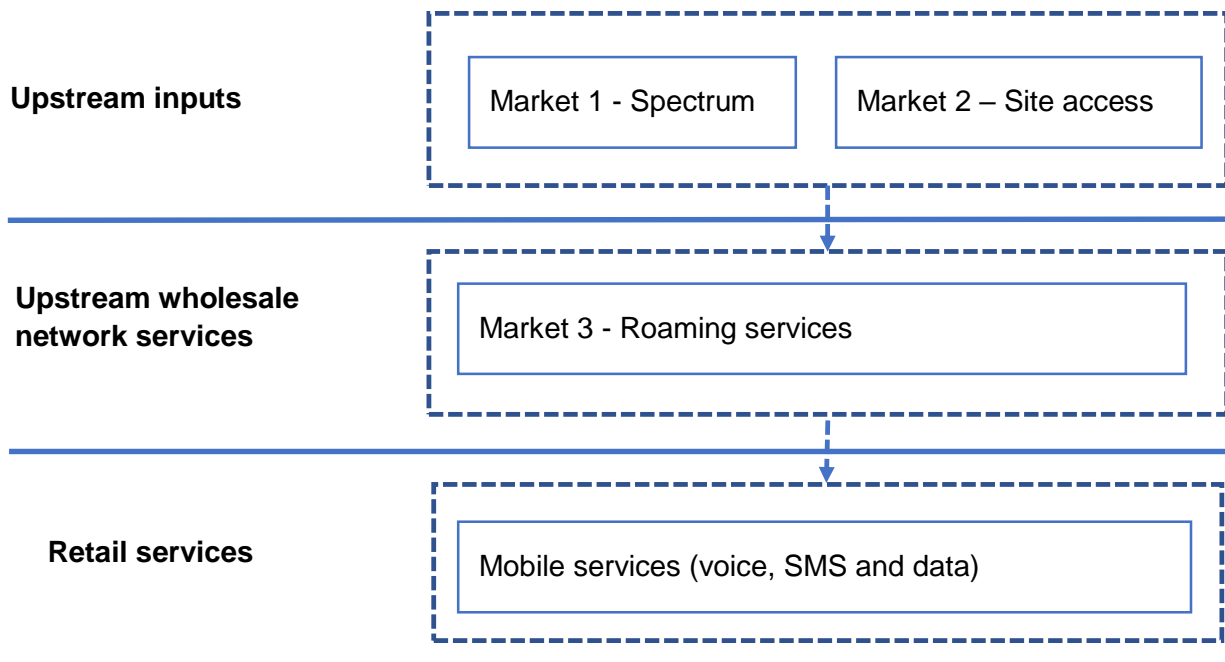 Upstream inputs
Market 1 - Spectrum
Market 2 – Site access
Upstream wholesale
network services
Market 3 - Roaming services
Retail services
Mobile services (voice, SMS and data)